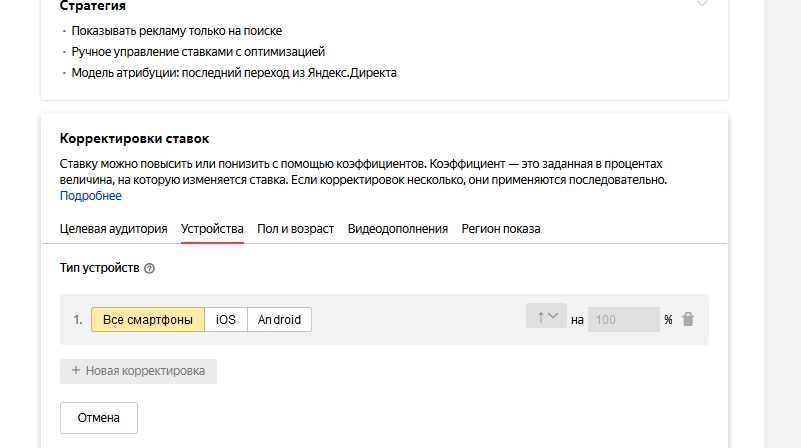 Стратегия
· Показывать рекламу только на поиске
· Ручное управление ставками с оптимизацией
· Модель атрибуции: последний переход из Яндекс.Директа
Корректировки ставок
Ставку можно повысить или понизить с помощью коэффициентов. Коэффициент — это заданная в процентах
величина, на которую изменяется ставка. Если корректировок несколько, они применяются последовательно.
Подробнее
Целевая аудитория Устройства Пол и возраст Видеодополнения Регион показа
Тип устройств ?
1. Все смартфоны iOS Android ↑ на 100 %
+ Новая корректировка
Отмена